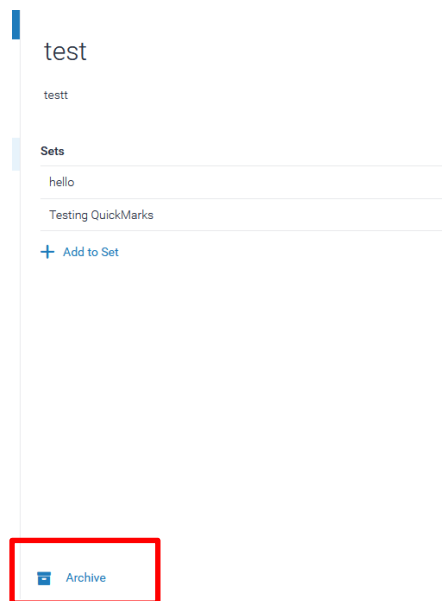 test
testt
Sets
hello
Testing QuickMarks
Add to Set
Archive